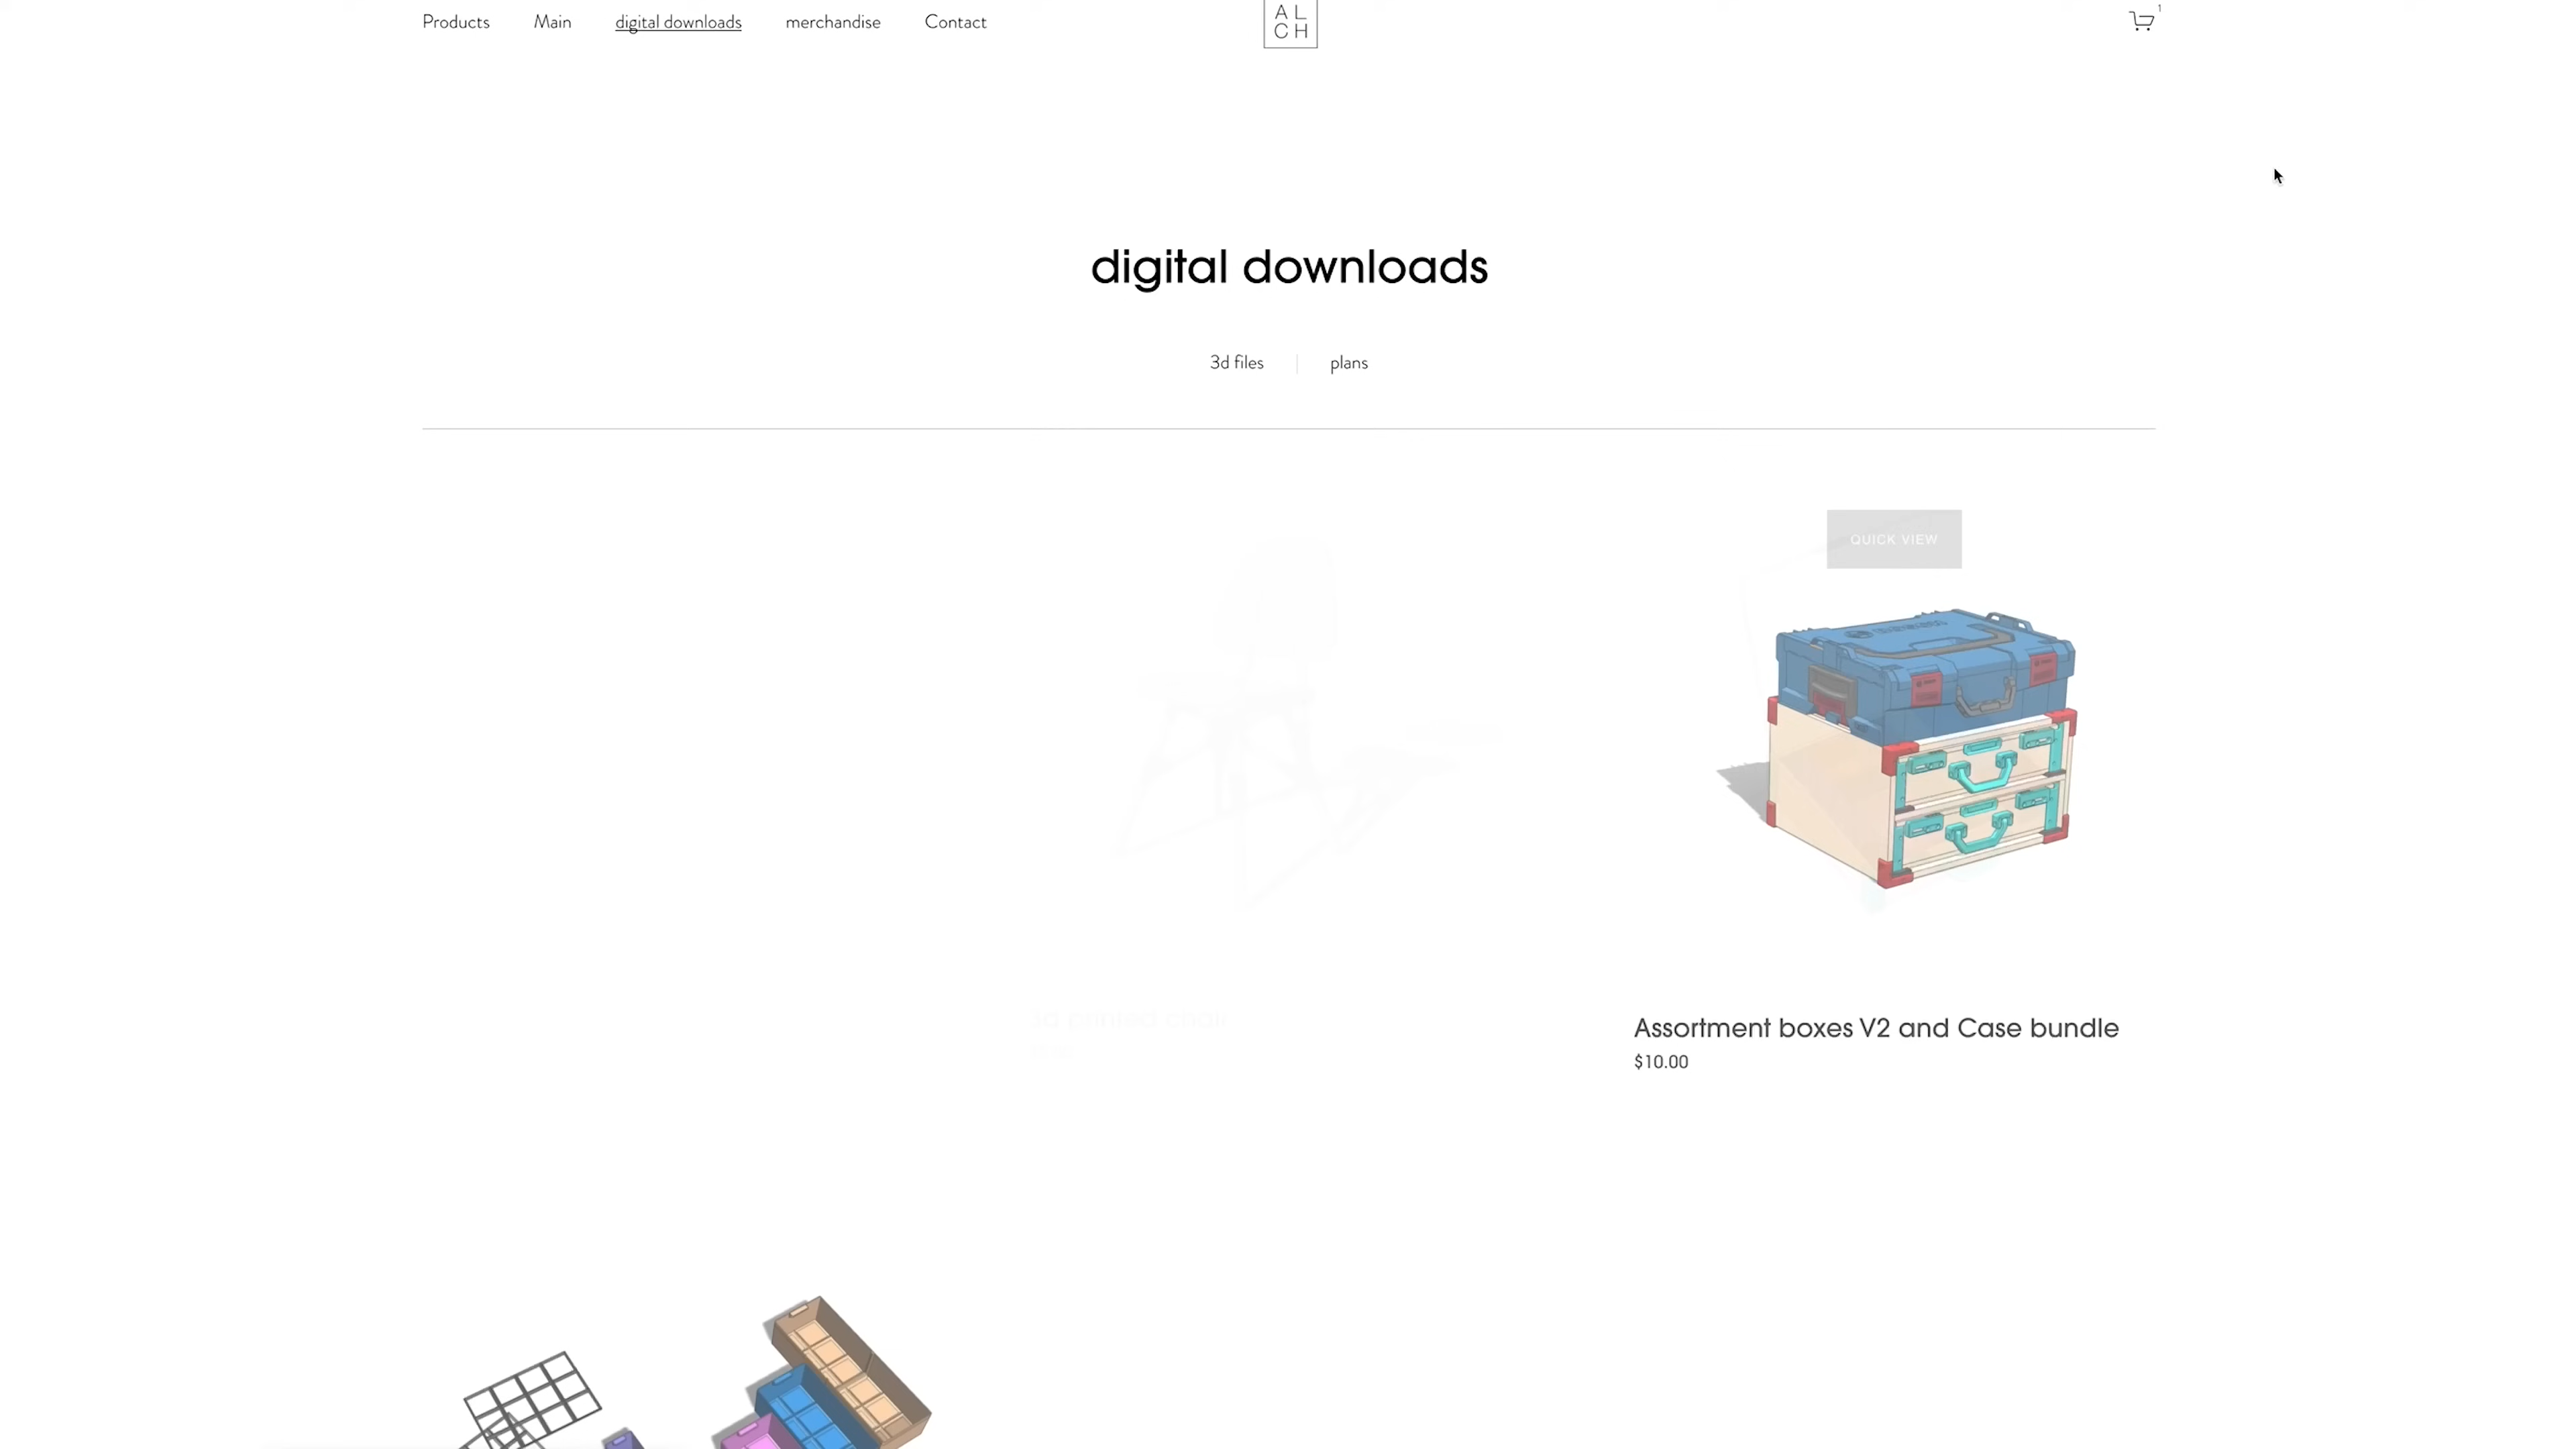 Products Main digital downloads merchandise Contact
AL
CH
1
digital downloads
3d files plans
QUICK VIEW
Assortment boxes V2 and Case bundle
$10.00